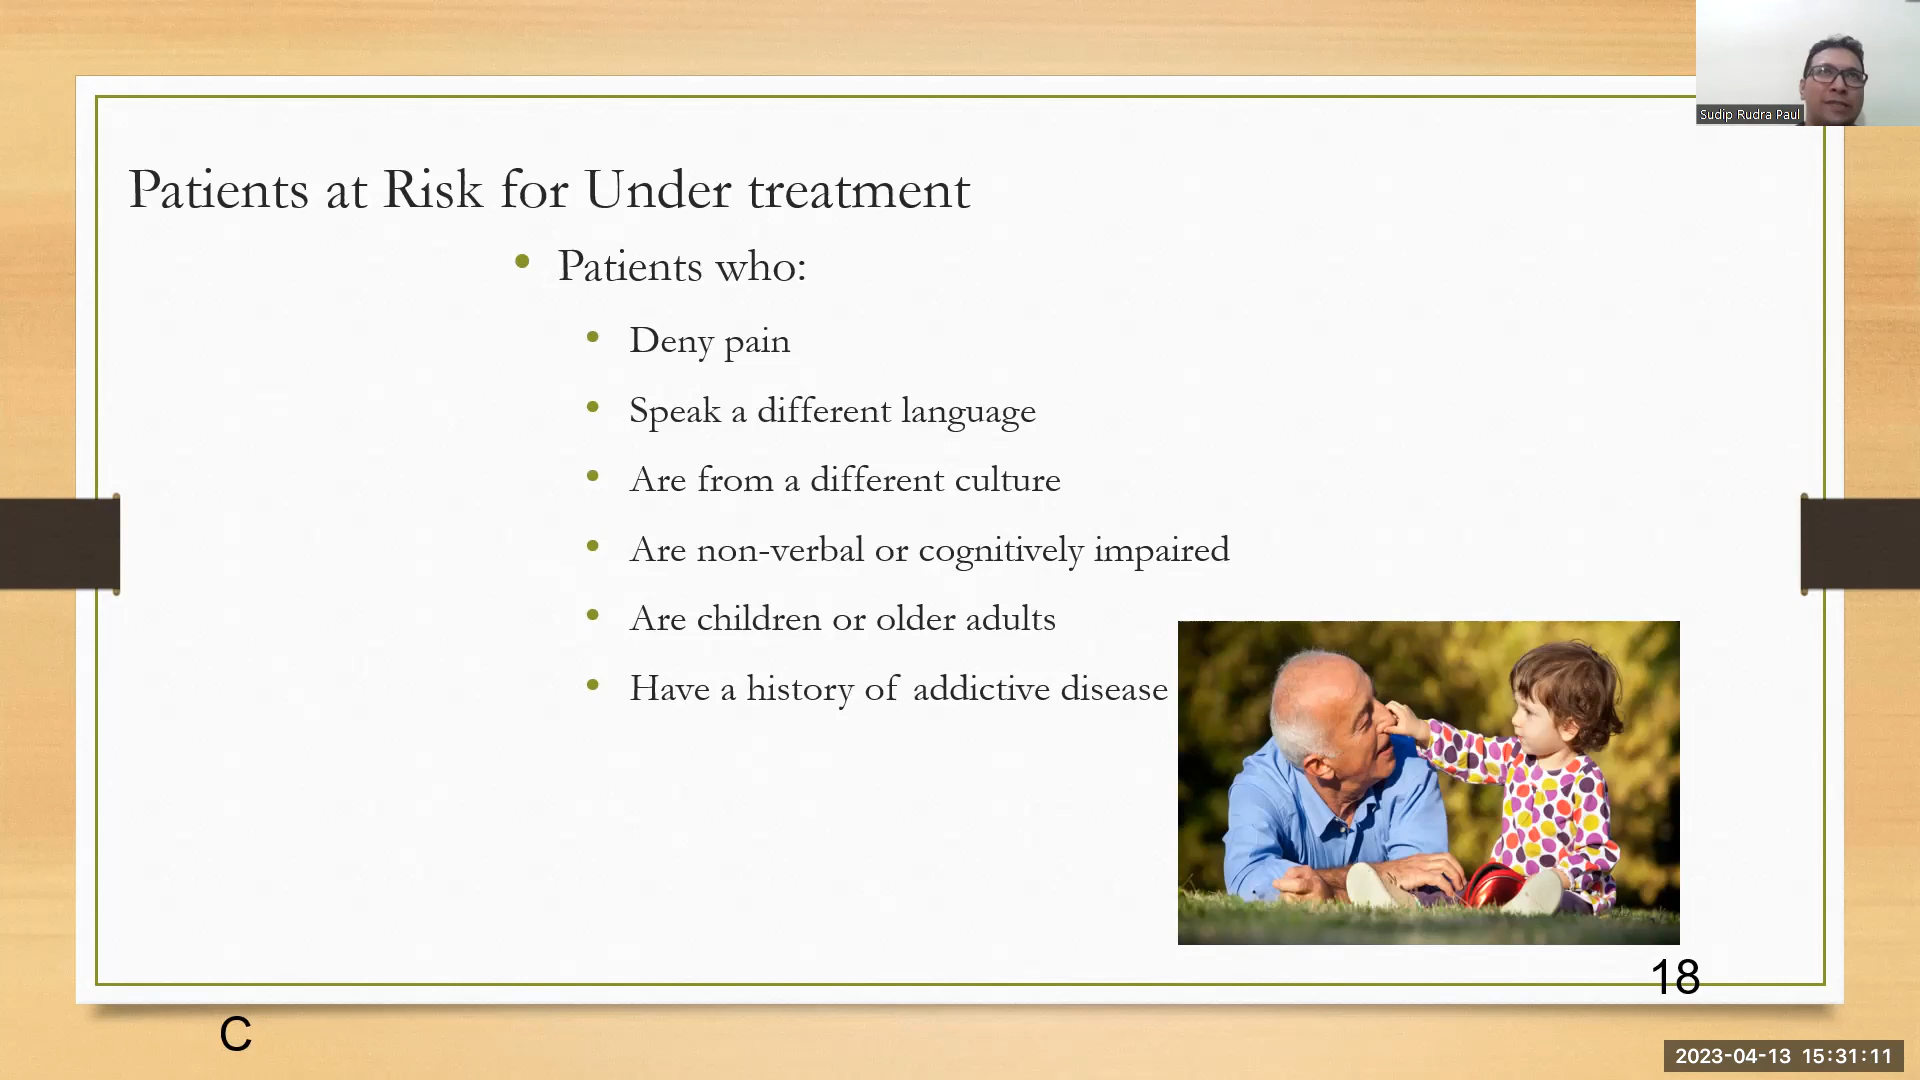 Sudip Rudra Paul
Patients at Risk for Under treatment
• Patients who:
• Deny pain
• Speak a different language
• Are from a different culture
• Are non-verbal or cognitively impaired
• Are children or older adults
• Have a history of addictive disease
18
C
2023-04-13 15:31:11